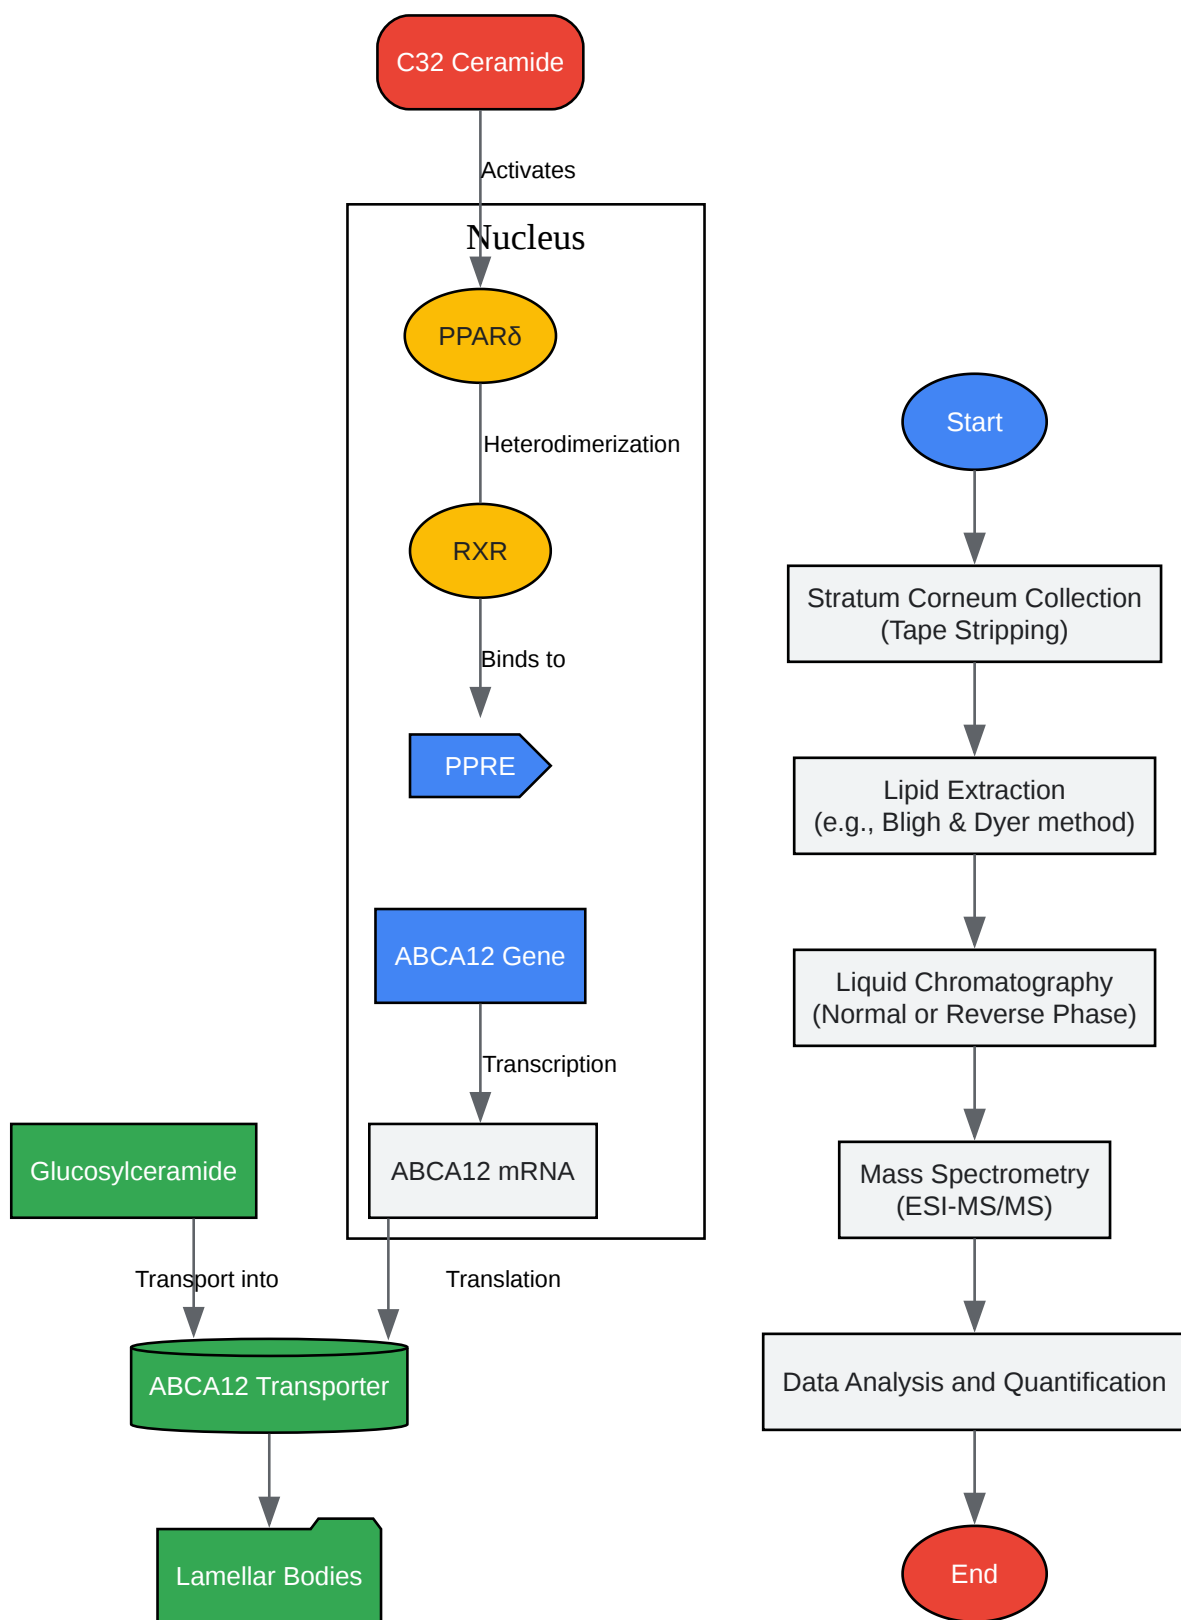 C32 Ceramide
Activates
Nucleus
PPARδ
Heterodimerization
RXR
Binds to
PPRE
ABCA12 Gene
Transcription
Glucosylceramide
ABCA12 mRNA
Transport into
Translation
ABCA12 Transporter
Lamellar Bodies
Start
Stratum Corneum Collection
(Tape Stripping)
Lipid Extraction
(e.g., Bligh & Dyer method)
Liquid Chromatography
(Normal or Reverse Phase)
Mass Spectrometry
(ESI-MS/MS)
Data Analysis and Quantification
End